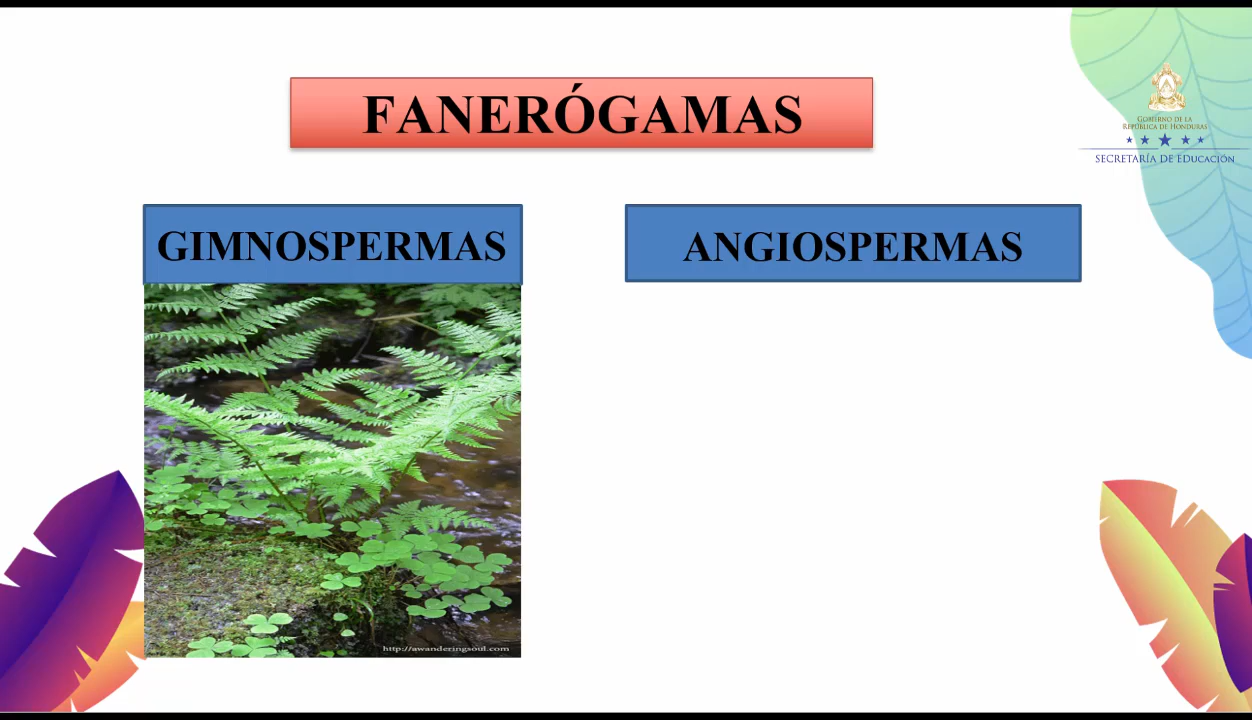 FANERÓGAMAS
GOBIERNO DE LA
REPÚBLICA DE HONDURAS
SECRETARÍA DE EDUCACIÓN
GIMNOSPERMAS
ANGIOSPERMAS
http://awanderingsoul.com